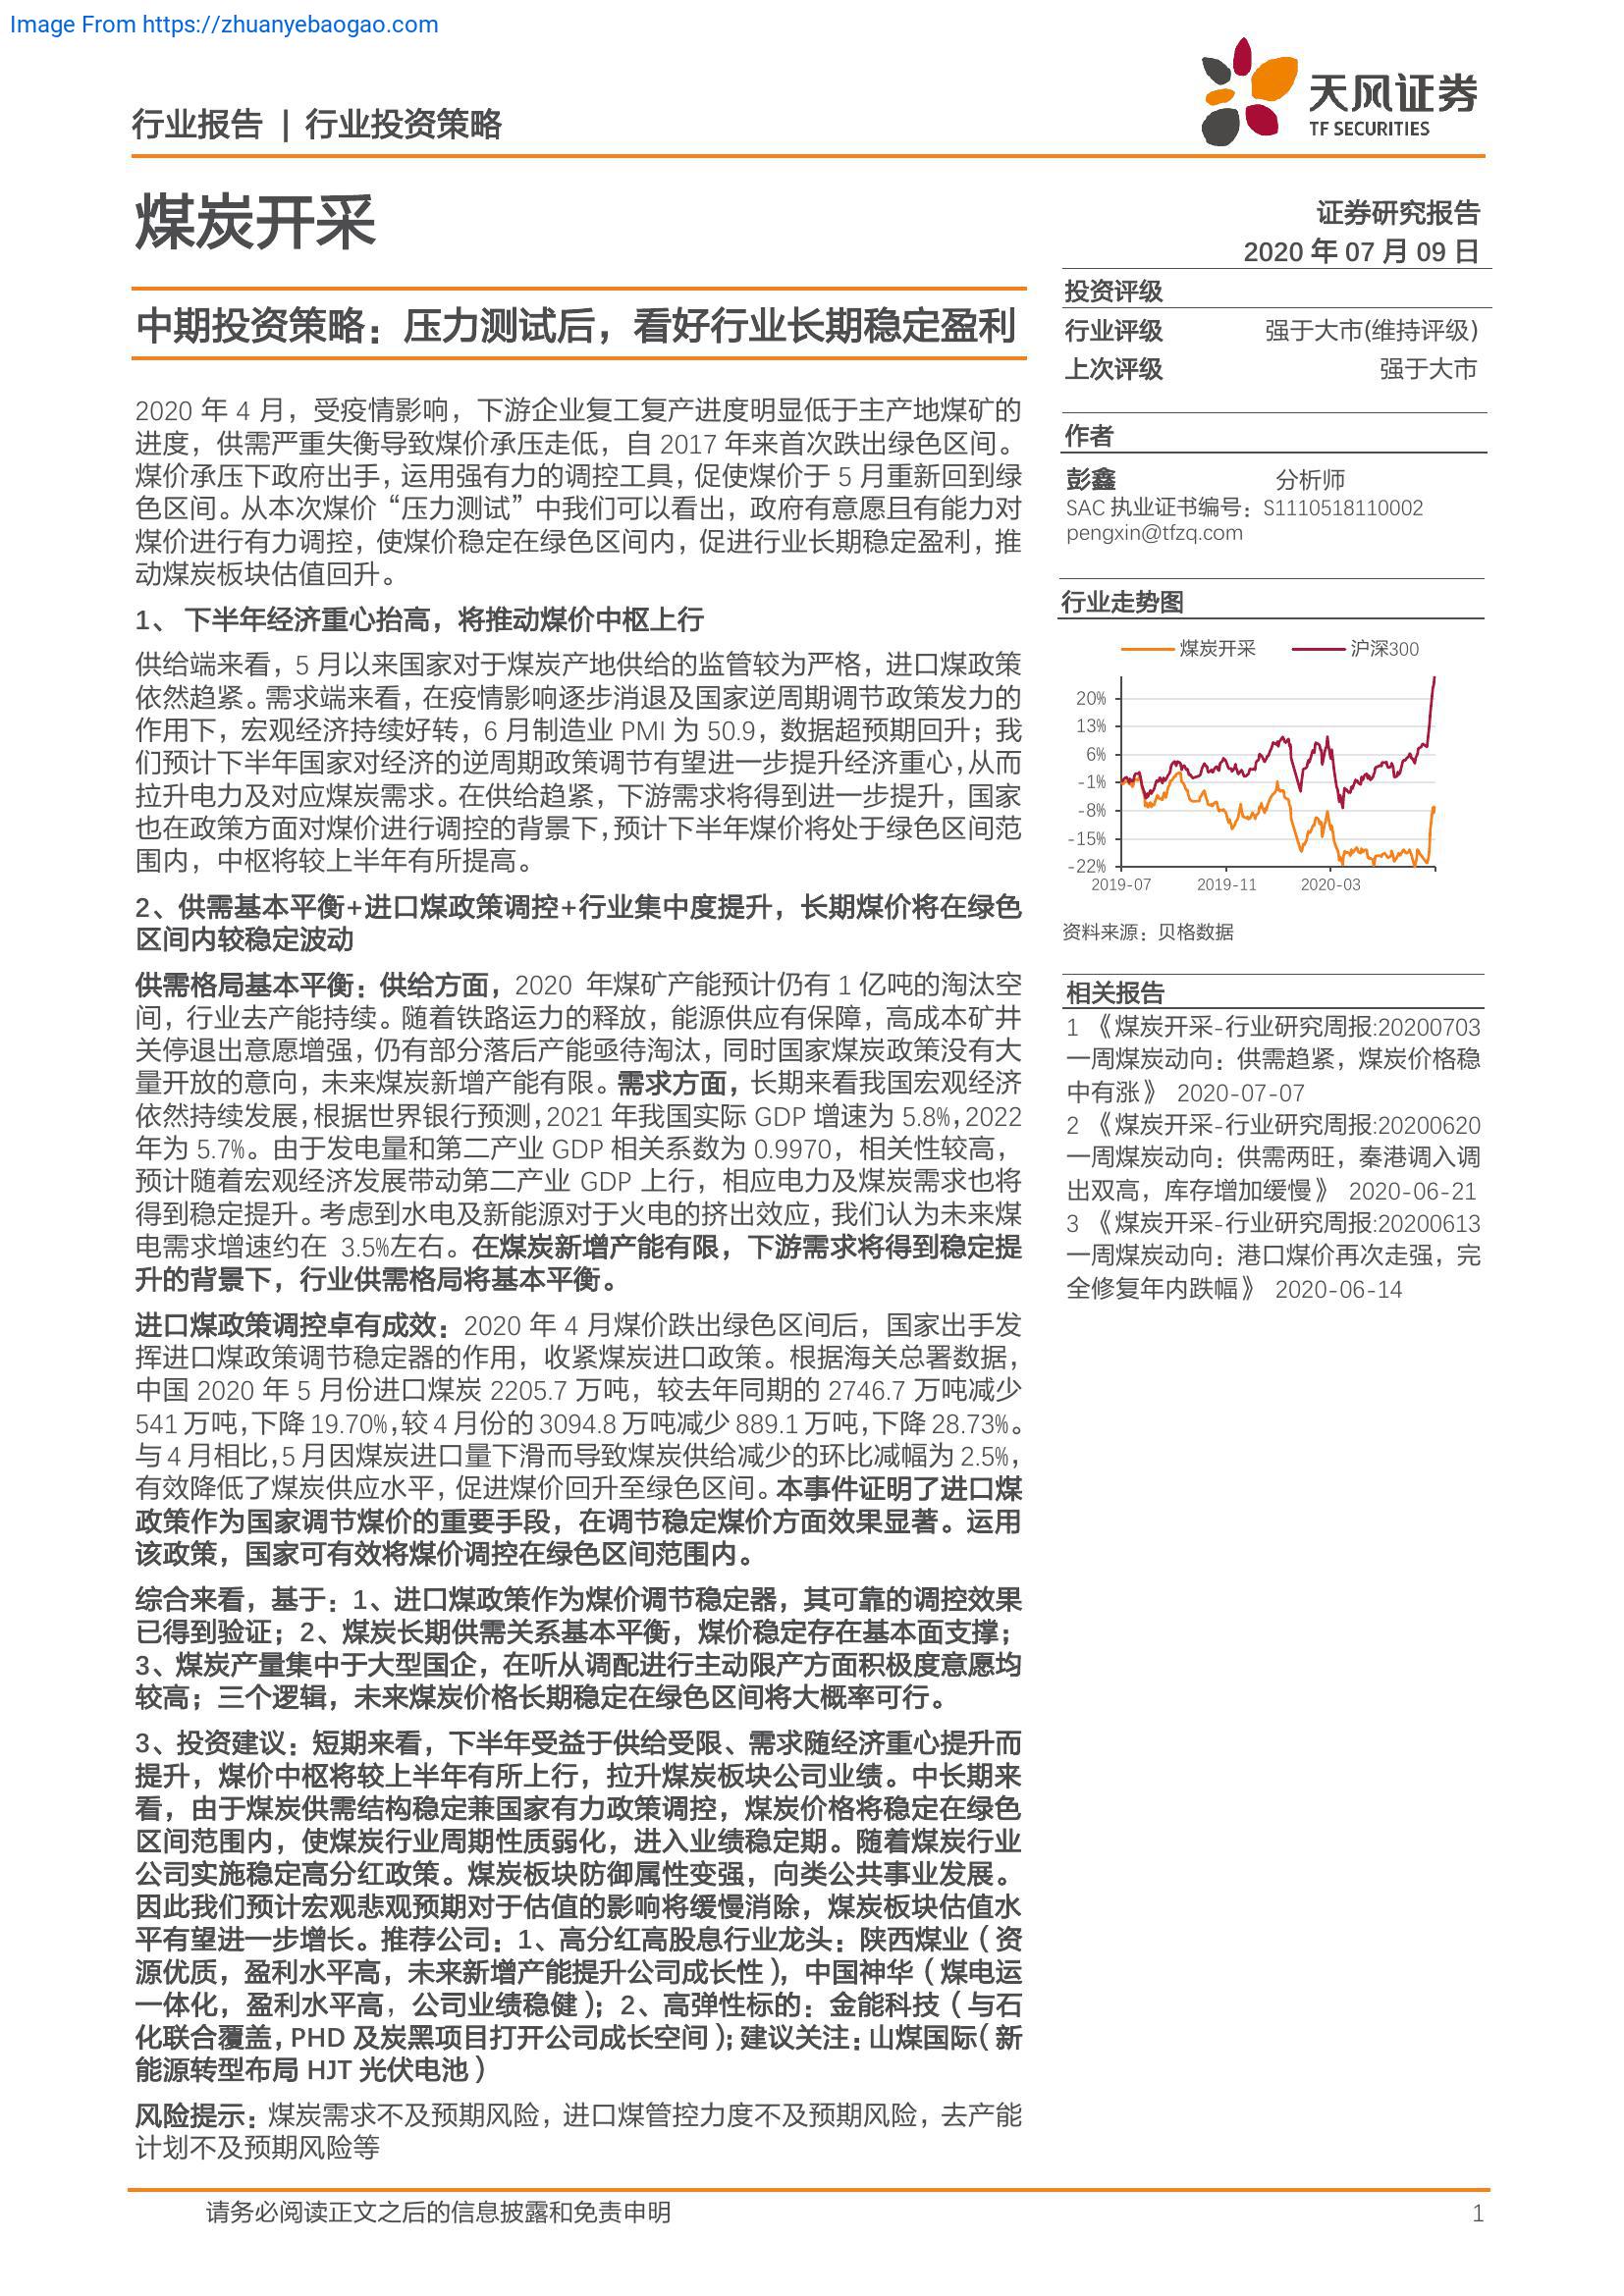 Image From https://zhuanyebaogao.com
行业报告 | 行业投资策略
天风证券
TF SECURITIES
煤炭开采
证券研究报告
2020 年 07 月 09 日
中期投资策略：压力测试后，看好行业长期稳定盈利
2020 年 4 月，受疫情影响，下游企业复工复产进度明显低于主产地煤矿的
进度，供需严重失衡导致煤价承压走低，自 2017 年来首次跌出绿色区间。
煤价承压下政府出手，运用强有力的调控工具，促使煤价于 5 月重新回到绿
色区间。从本次煤价“压力测试”中我们可以看出，政府有意愿且有能力对
煤价进行有力调控，使煤价稳定在绿色区间内，促进行业长期稳定盈利，推
动煤炭板块估值回升。
1、 下半年经济重心抬高，将推动煤价中枢上行
供给端来看，5 月以来国家对于煤炭产地供给的监管较为严格，进口煤政策
依然趋紧。需求端来看，在疫情影响逐步消退及国家逆周期调节政策发力的
作用下，宏观经济持续好转，6 月制造业 PMI 为 50.9，数据超预期回升；我
们预计下半年国家对经济的逆周期政策调节有望进一步提升经济重心，从而
拉升电力及对应煤炭需求。在供给趋紧，下游需求将得到进一步提升，国家
也在政策方面对煤价进行调控的背景下，预计下半年煤价将处于绿色区间范
围内，中枢将较上半年有所提高。
2、供需基本平衡+进口煤政策调控+行业集中度提升，长期煤价将在绿色
区间内较稳定波动
供需格局基本平衡：供给方面，2020 年煤矿产能预计仍有 1 亿吨的淘汰空
间，行业去产能持续。随着铁路运力的释放，能源供应有保障，高成本矿井
关停退出意愿增强，仍有部分落后产能亟待淘汰，同时国家煤炭政策没有大
量开放的意向，未来煤炭新增产能有限。需求方面，长期来看我国宏观经济
依然持续发展，根据世界银行预测，2021 年我国实际 GDP 增速为 5.8%，2022
年为 5.7%。由于发电量和第二产业 GDP 相关系数为 0.9970，相关性较高，
预计随着宏观经济发展带动第二产业 GDP 上行，相应电力及煤炭需求也将
得到稳定提升。考虑到水电及新能源对于火电的挤出效应，我们认为未来煤
电需求增速约在 3.5%左右。在煤炭新增产能有限，下游需求将得到稳定提
升的背景下，行业供需格局将基本平衡。
进口煤政策调控卓有成效：2020 年 4 月煤价跌出绿色区间后，国家出手发
挥进口煤政策调节稳定器的作用，收紧煤炭进口政策。根据海关总署数据，
中国 2020 年 5 月份进口煤炭 2205.7 万吨，较去年同期的 2746.7 万吨减少
541 万吨，下降 19.70%，较 4 月份的 3094.8 万吨减少 889.1 万吨，下降 28.73%。
与 4 月相比，5 月因煤炭进口量下滑而导致煤炭供给减少的环比减幅为 2.5%，
有效降低了煤炭供应水平，促进煤价回升至绿色区间。本事件证明了进口煤
政策作为国家调节煤价的重要手段，在调节稳定煤价方面效果显著。运用
该政策，国家可有效将煤价调控在绿色区间范围内。
综合来看，基于：1、进口煤政策作为煤价调节稳定器，其可靠的调控效果
已得到验证；2、煤炭长期供需关系基本平衡，煤价稳定存在基本面支撑；
3、煤炭产量集中于大型国企，在听从调配进行主动限产方面积极度意愿均
较高；三个逻辑，未来煤炭价格长期稳定在绿色区间将大概率可行。
3、投资建议：短期来看，下半年受益于供给受限、需求随经济重心提升而
提升，煤价中枢将较上半年有所上行，拉升煤炭板块公司业绩。中长期来
看，由于煤炭供需结构稳定兼国家有力政策调控，煤炭价格将稳定在绿色
区间范围内，使煤炭行业周期性质弱化，进入业绩稳定期。随着煤炭行业
公司实施稳定高分红政策。煤炭板块防御属性变强，向类公共事业发展。
因此我们预计宏观悲观预期对于估值的影响将缓慢消除，煤炭板块估值水
平有望进一步增长。推荐公司：1、高分红高股息行业龙头：陕西煤业（资
源优质，盈利水平高，未来新增产能提升公司成长性），中国神华（煤电运
一体化，盈利水平高，公司业绩稳健）；2、高弹性标的：金能科技（与石
化联合覆盖，PHD 及炭黑项目打开公司成长空间）；建议关注：山煤国际（新
能源转型布局 HJT 光伏电池）
风险提示：煤炭需求不及预期风险，进口煤管控力度不及预期风险，去产能
计划不及预期风险等
投资评级
行业评级 强于大市(维持评级)
上次评级 强于大市
作者
彭鑫 分析师
SAC 执业证书编号：S1110518110002
pengxin@tfzq.com
行业走势图
煤炭开采 沪深300
20%
13%
6%
-1%
-8%
-15%
-22%
2019-07 2019-11 2020-03
资料来源：贝格数据
相关报告
1 《煤炭开采-行业研究周报:20200703
一周煤炭动向：供需趋紧，煤炭价格稳
中有涨》 2020-07-07
2 《煤炭开采-行业研究周报:20200620
一周煤炭动向：供需两旺，秦港调入调
出双高，库存增加缓慢》 2020-06-21
3 《煤炭开采-行业研究周报:20200613
一周煤炭动向：港口煤价再次走强，完
全修复年内跌幅》 2020-06-14
请务必阅读正文之后的信息披露和免责申明 1